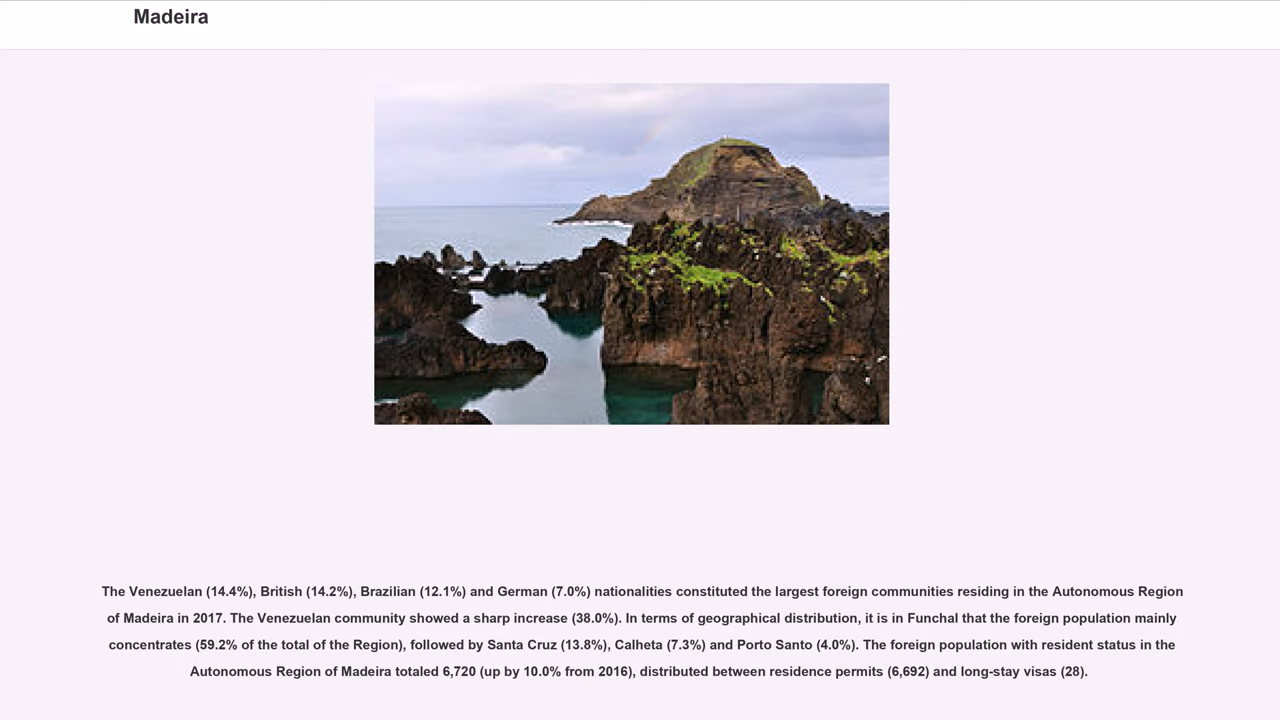 Madeira
The Venezuelan (14.4%), British (14.2%), Brazilian (12.1%) and German (7.0%) nationalities constituted the largest foreign communities residing in the Autonomous Region
of Madeira in 2017. The Venezuelan community showed a sharp increase (38.0%). In terms of geographical distribution, it is in Funchal that the foreign population mainly
concentrates (59.2% of the total of the Region), followed by Santa Cruz (13.8%), Calheta (7.3%) and Porto Santo (4.0%). The foreign population with resident status in the
Autonomous Region of Madeira totaled 6,720 (up by 10.0% from 2016), distributed between residence permits (6,692) and long-stay visas (28).